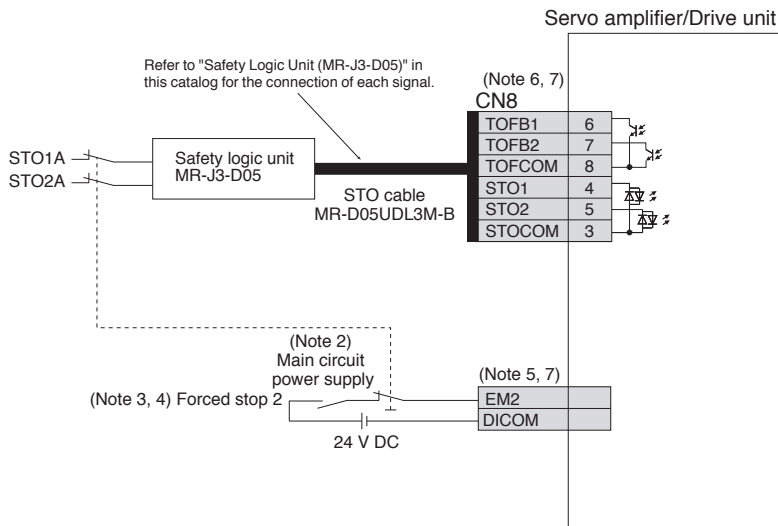 Servo amplifier/Drive unit
Refer to "Safety Logic Unit (MR-J3-D05)" in
this catalog for the connection of each signal.
(Note 6, 7)
CN8
TOFB1 6
TOFB2 7
TOFCOM 8
STO1 4
STO2 5
STOCOM 3
STO1A
STO2A
Safety logic unit
MR-J3-D05
STO cable
MR-D05UDL3M-B
(Note 2)
Main circuit
power supply
(Note 3, 4) Forced stop 2
24 V DC
(Note 5, 7)
EM2
DICOM